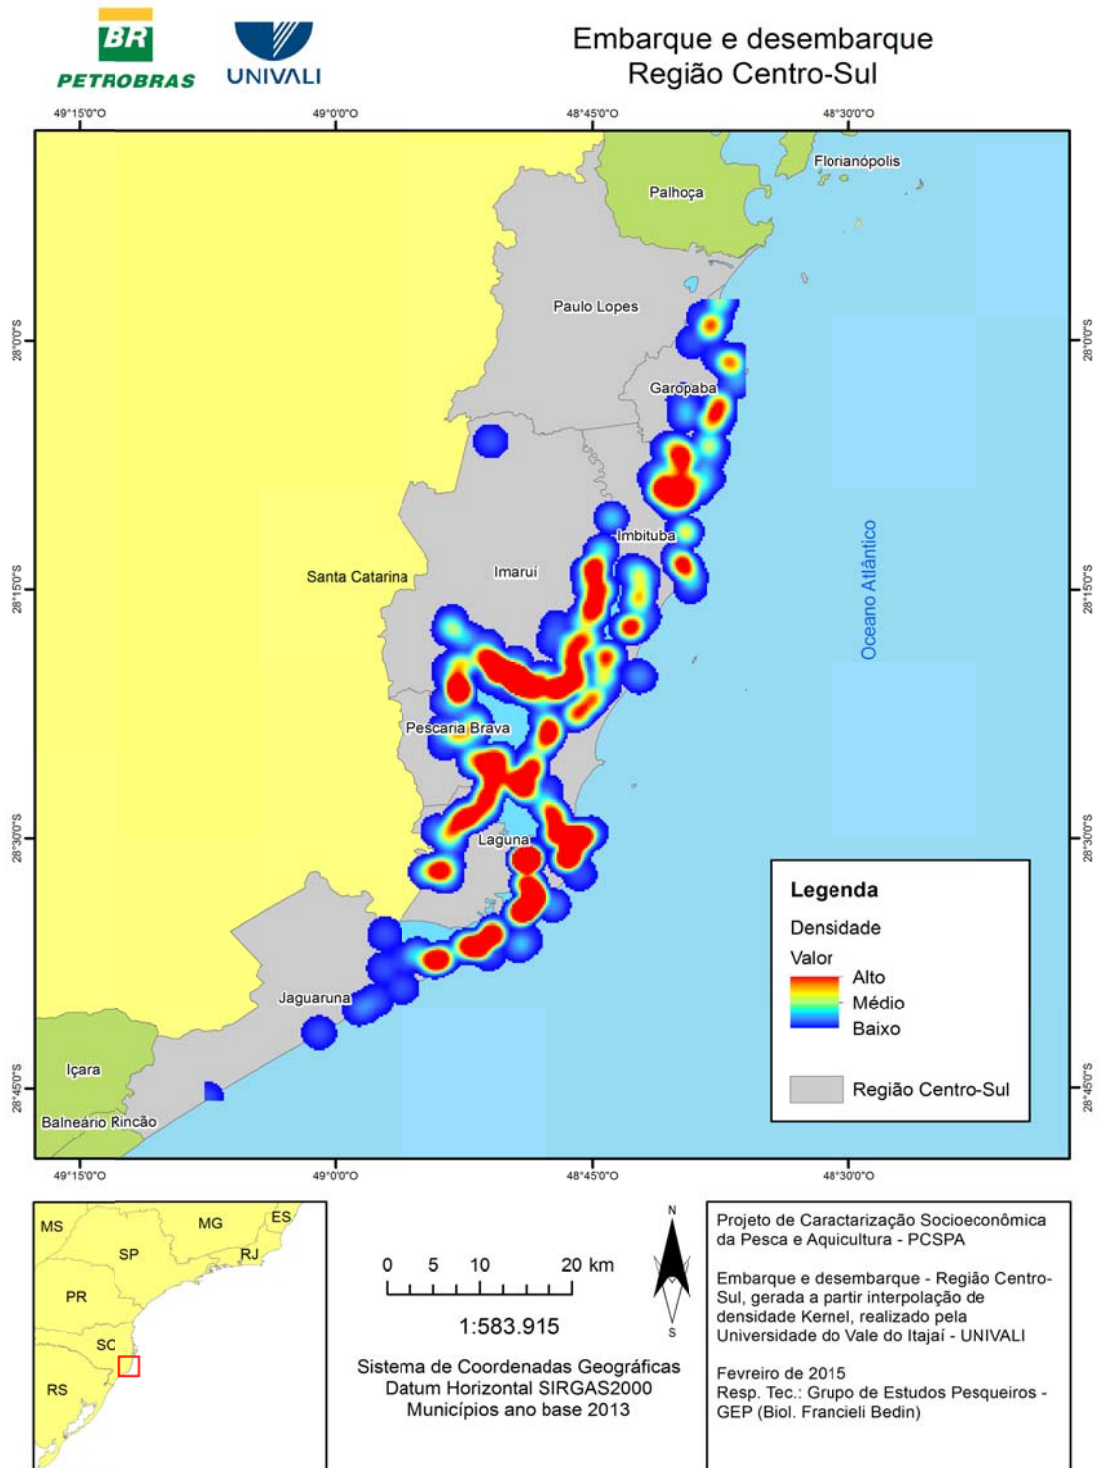 BR
PETROBRAS
UNIVALI
Embarque e desembarque
Região Centro-Sul
49°15'0"O
49°0'0"O
48°45'0"O
48°30'0"O
Florianópolis
Palhoça
Paulo Lopes
28°0'0"S
28°0'0"S
Garopaba
Imbituba
Imaruí
Santa Catarina
28°15'0"S
28°15'0"S
Oceano Atlântico
Pescaria Brava
Laguna
28°30'0"S
28°30'0"S
Jaguaruna
Içara
Balneário Rincão
28°45'0"S
28°45'0"S
Legenda
Densidade
Valor
Alto
Médio
Baixo
Região Centro-Sul
49°15'0"O
49°0'0"O
48°45'0"O
48°30'0"O
MS
MG
ES
SP
RJ
PR
SC
RS
0 5 10 20 km
1:583.915
Sistema de Coordenadas Geográficas
Datum Horizontal SIRGAS2000
Municípios ano base 2013
N
S
Projeto de Caractarização Socioeconômica
da Pesca e Aquicultura - PCSPA
Embarque e desembarque - Região Centro-
Sul, gerada a partir interpolação de
densidade Kernel, realizado pela
Universidade do Vale do Itajaí - UNIVALI
Fevreiro de 2015
Resp. Tec.: Grupo de Estudos Pesqueiros -
GEP (Biol. Francieli Bedin)